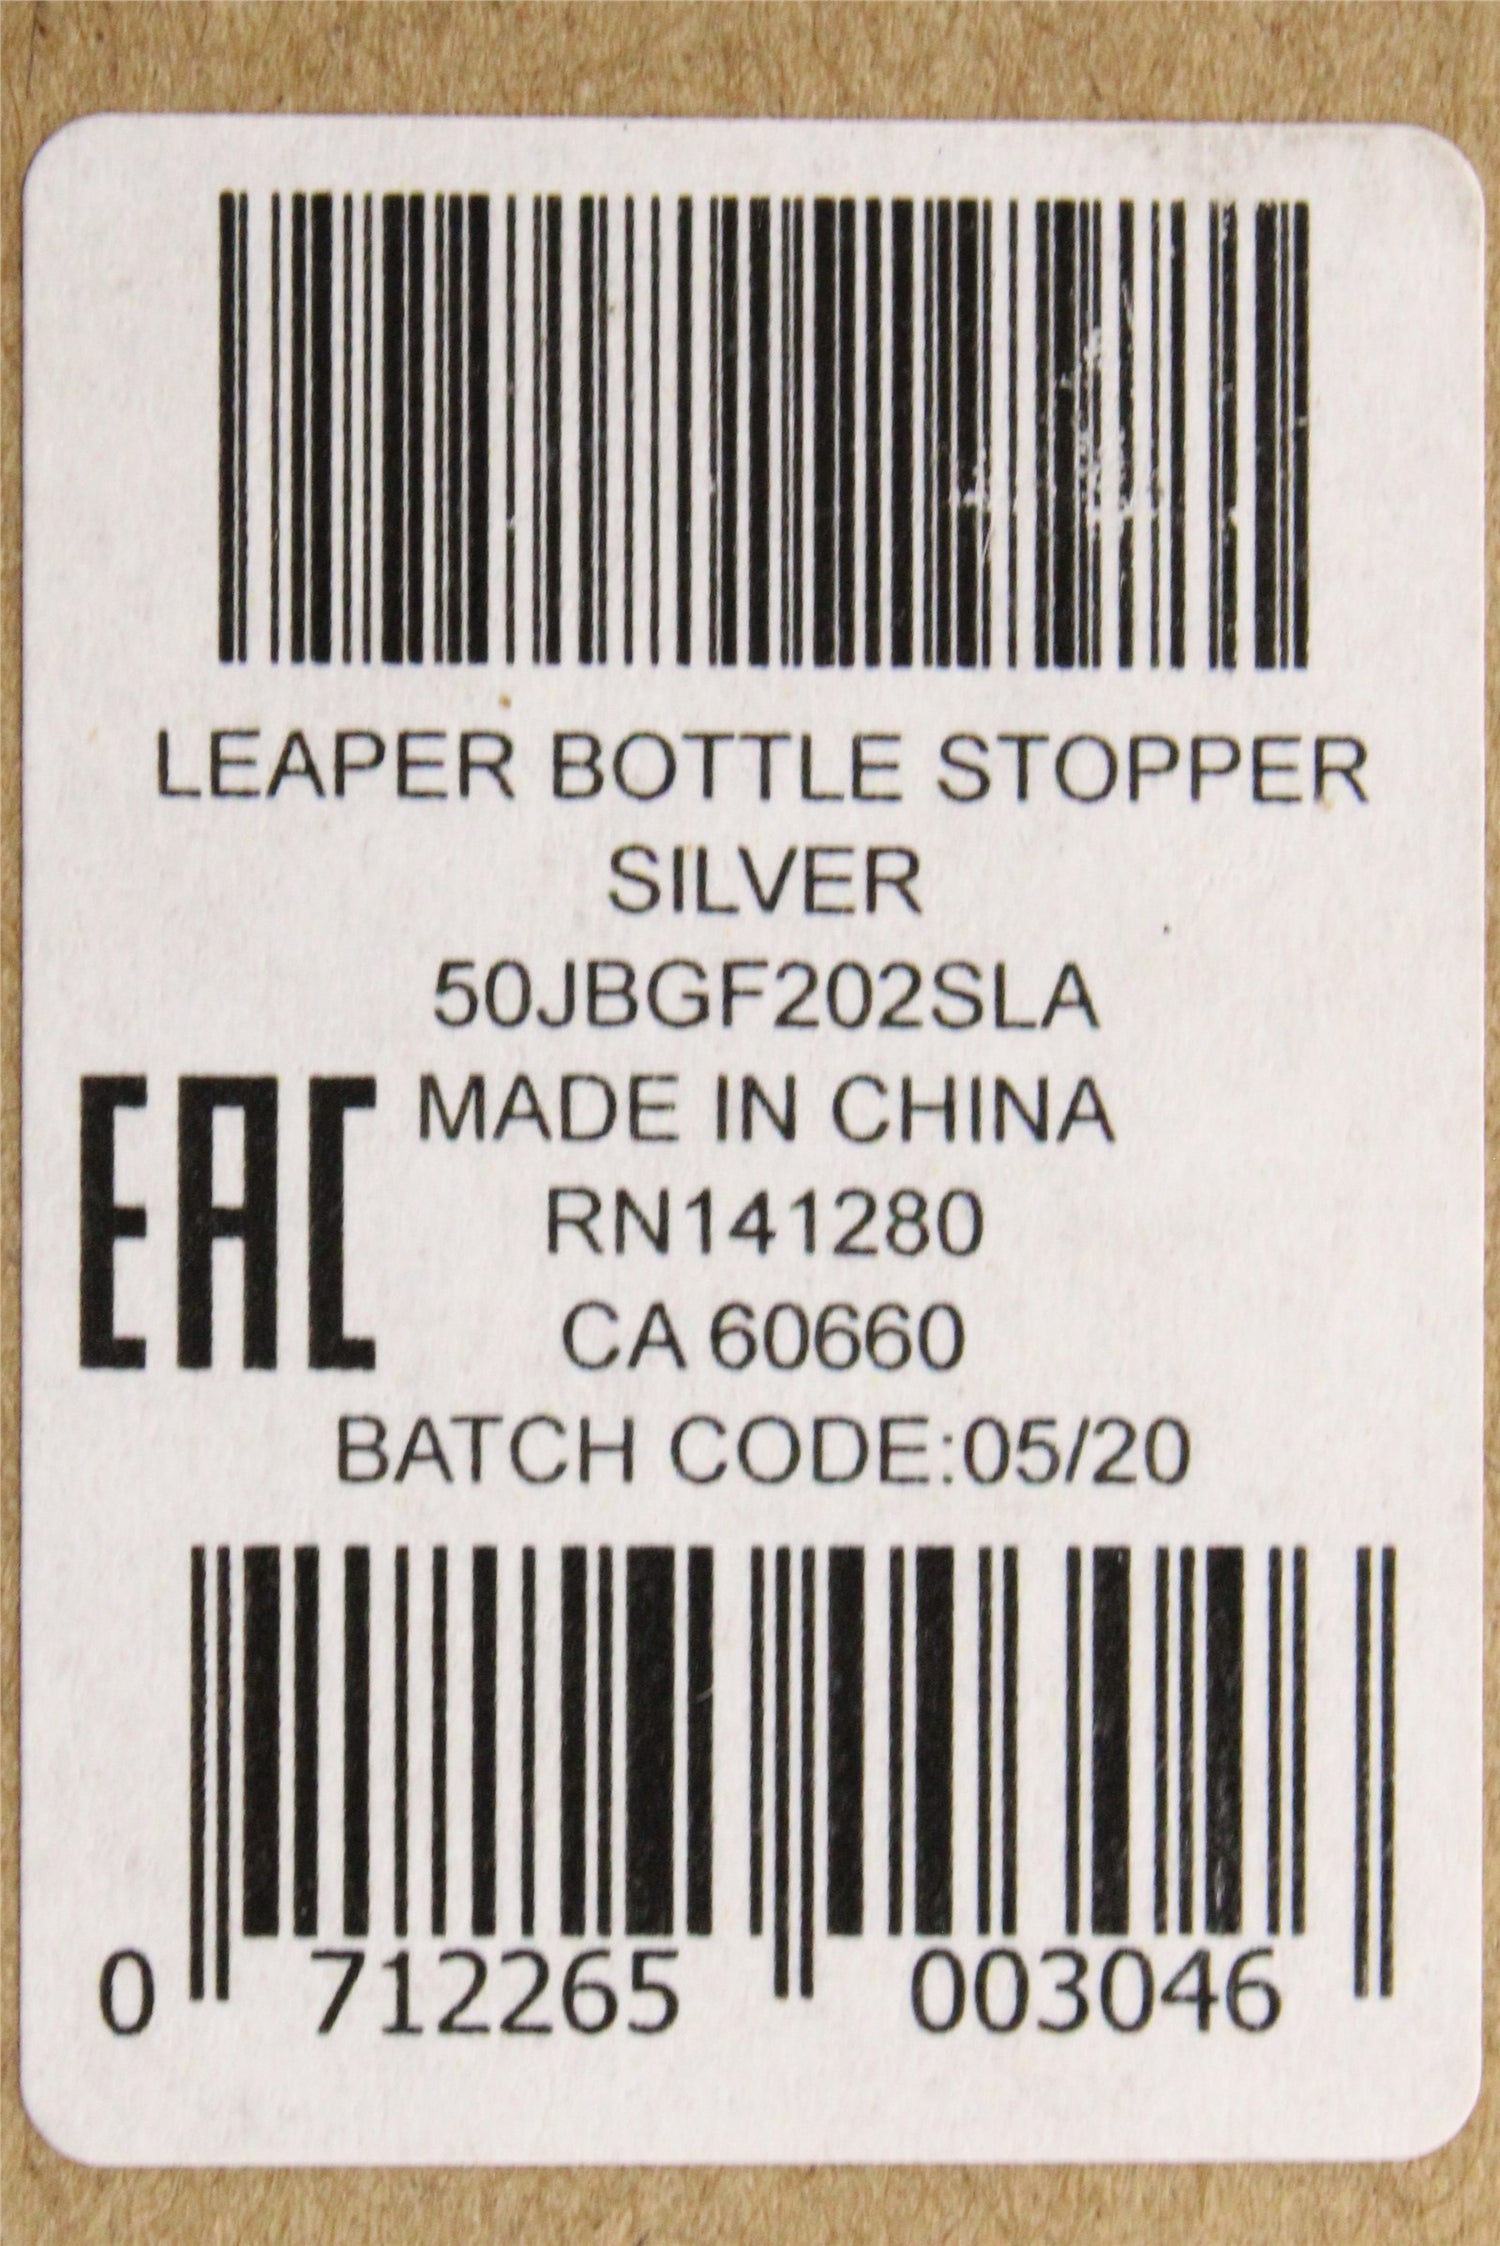 LEAPER BOTTLE STOPPER
SILVER
50JBGF202SLA
EAC
MADE IN CHINA
RN141280
CA 60660
BATCH CODE:05/20
0 712265 003046